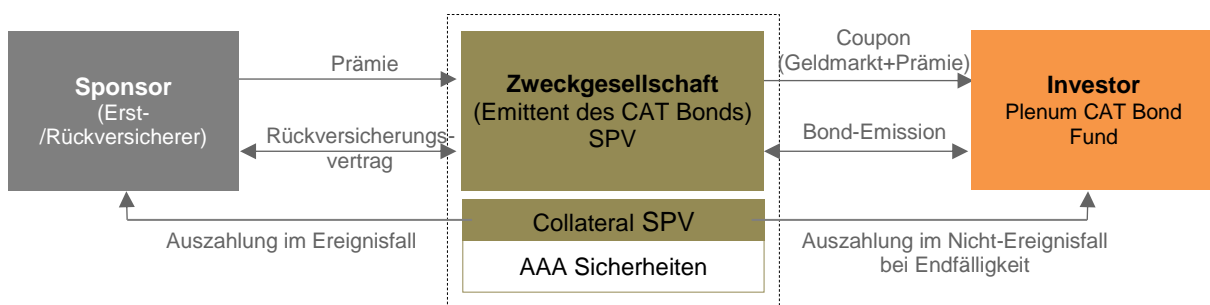 Sponsor
(Erst-
/Rückversicherer)
Prämie
Rückversicherungs-
vertrag
Zweckgesellschaft
(Emittent des CAT Bonds)
SPV
Coupon
(Geldmarkt+Prämie)
Bond-Emission
Investor
Plenum CAT Bond
Fund
Auszahlung im Ereignisfall
Collateral SPV
AAA Sicherheiten
Auszahlung im Nicht-Ereignisfall
bei Endfälligkeit